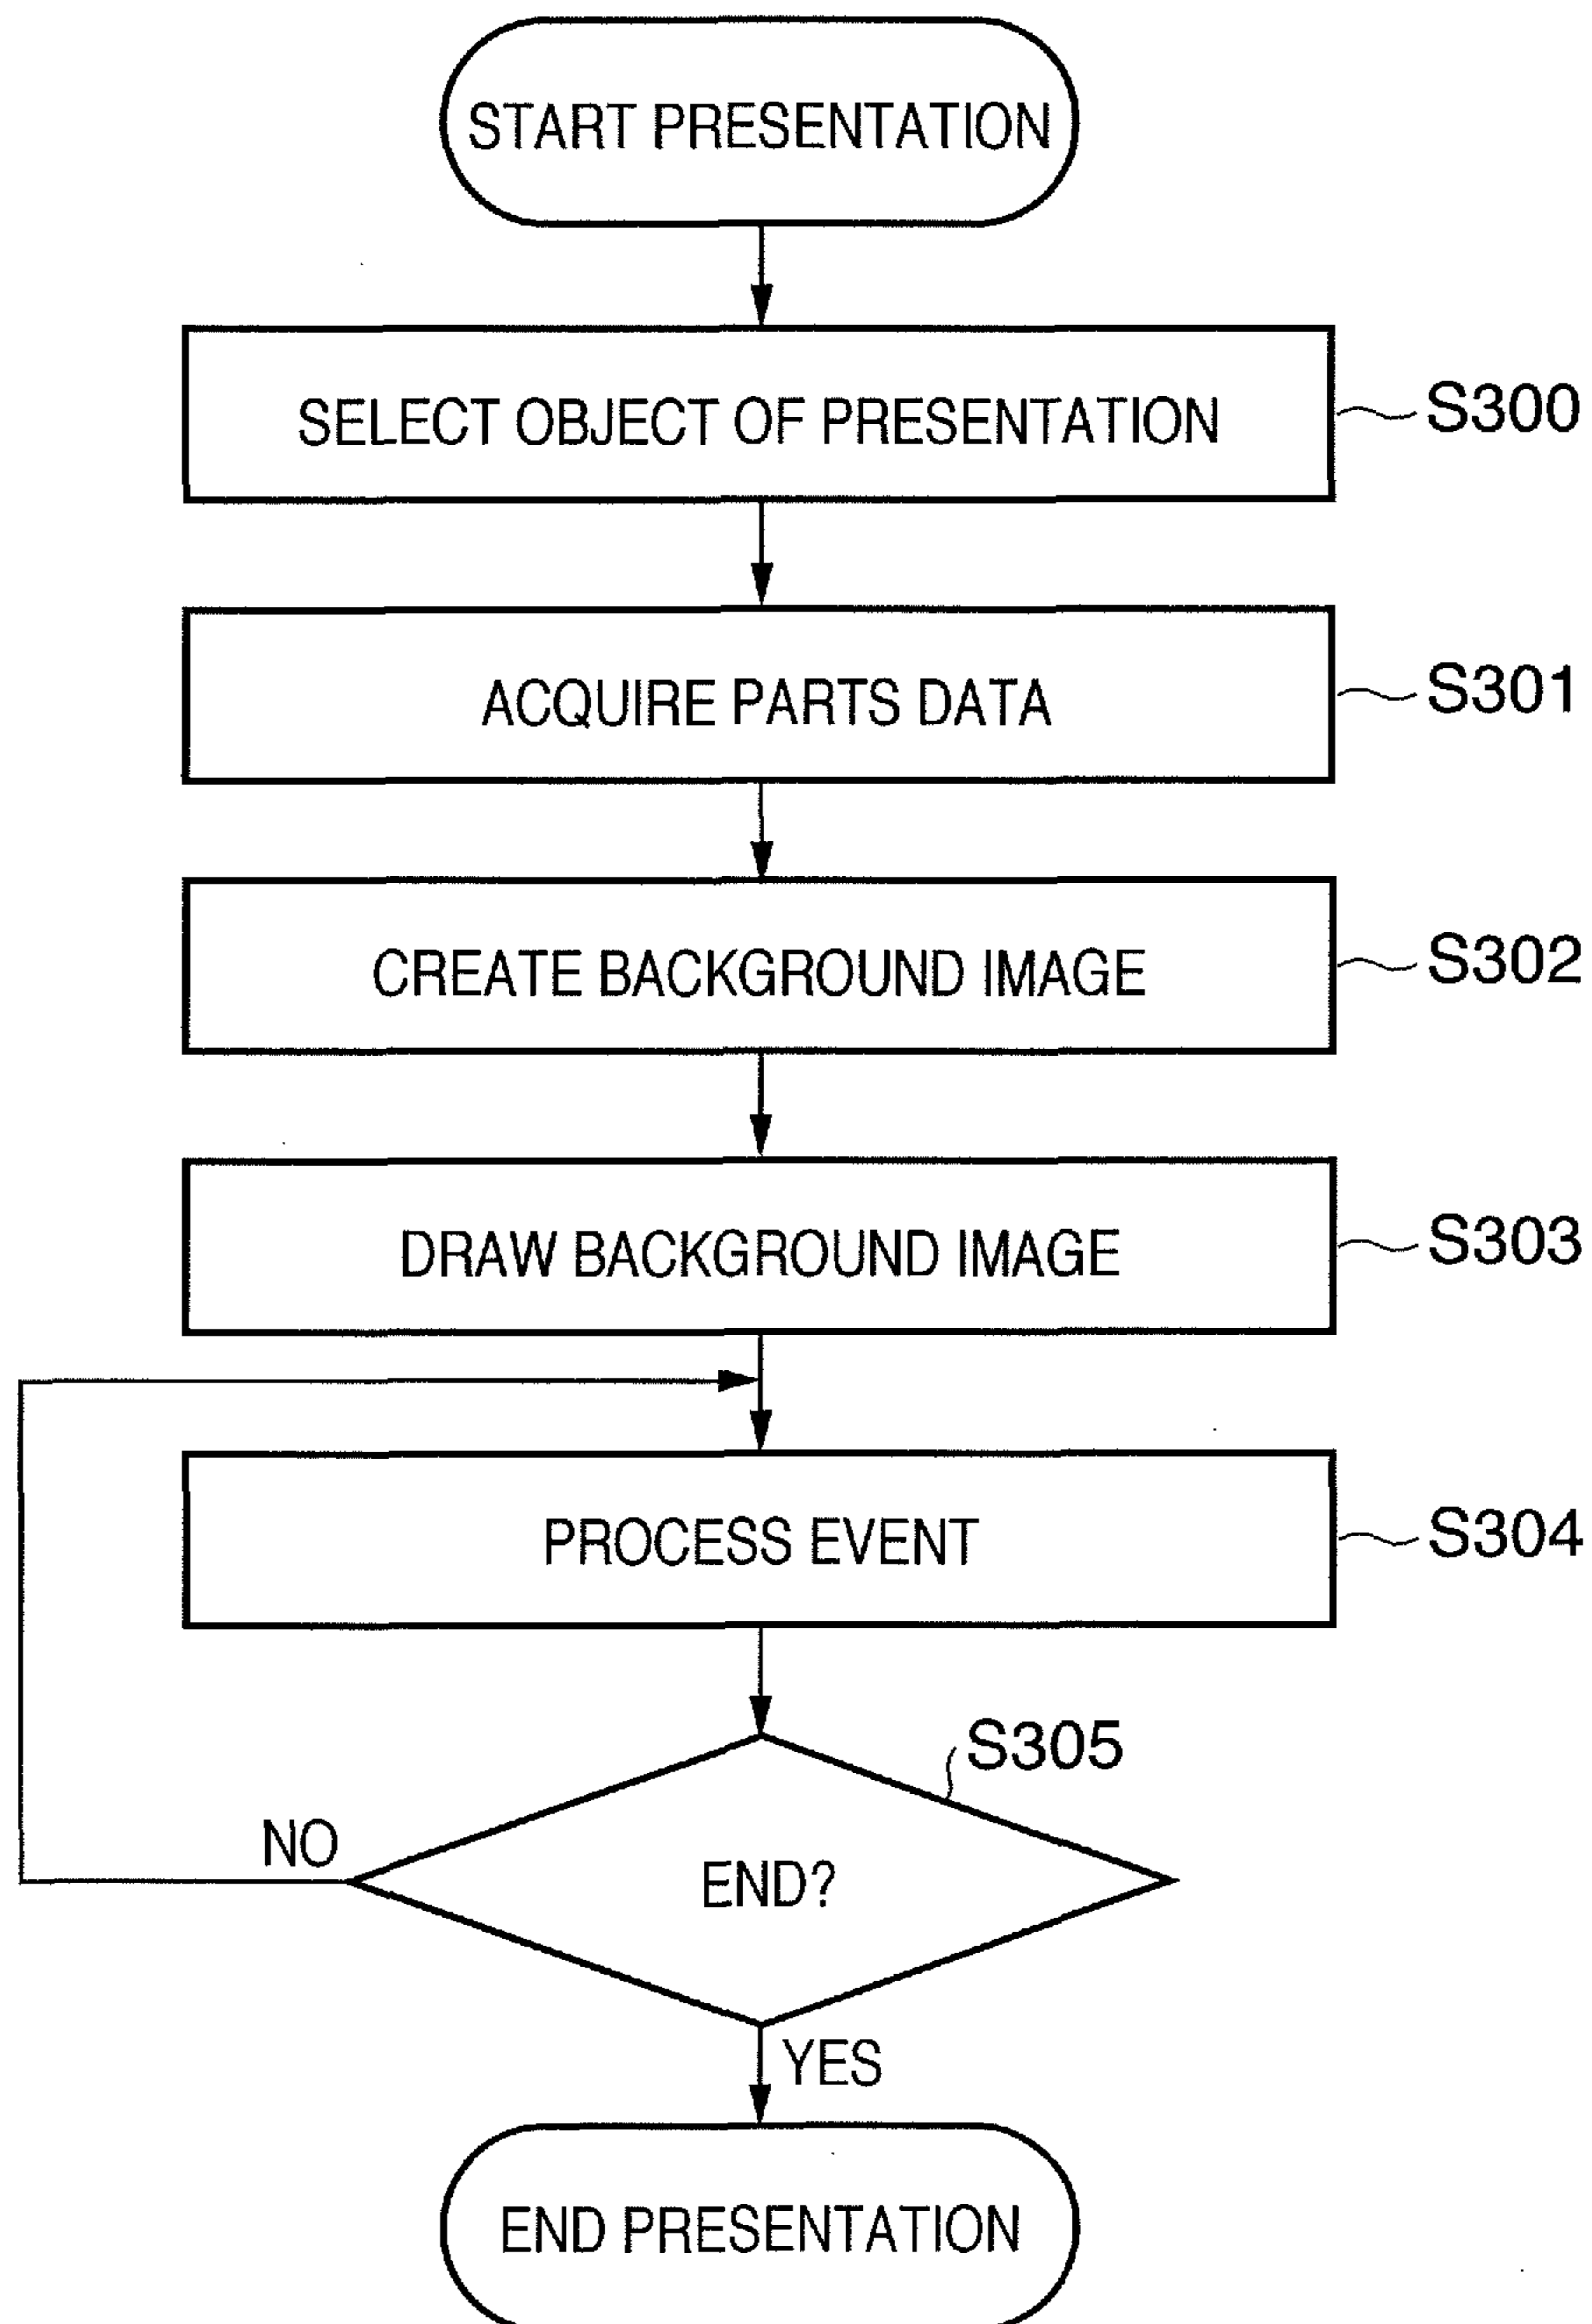 START PRESENTATION
SELECT OBJECT OF PRESENTATION
S300
ACQUIRE PARTS DATA
S301
CREATE BACKGROUND IMAGE
S302
DRAW BACKGROUND IMAGE
S303
PROCESS EVENT
S304
S305
NO
END?
YES
END PRESENTATION